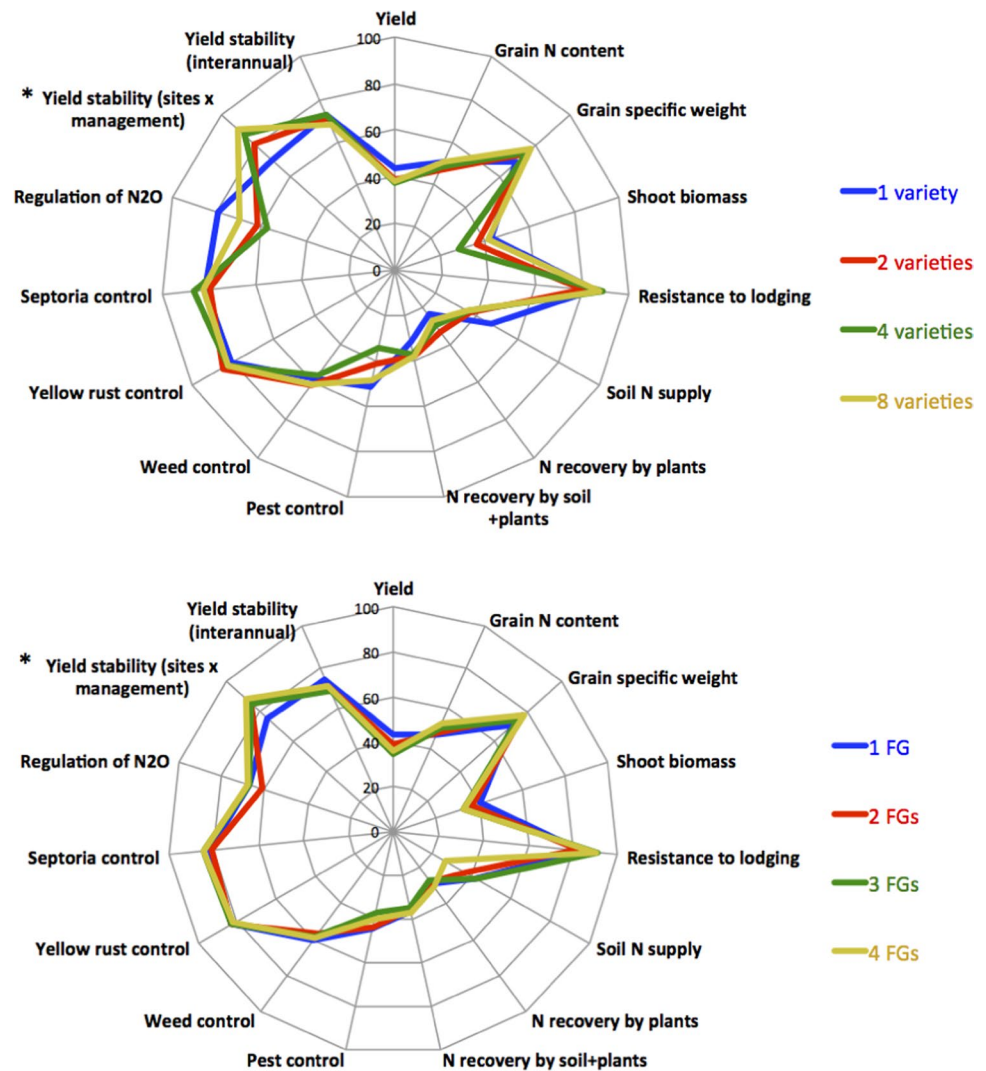 Yield
Yield stability
(interannual)
100
Grain N content
80
* Yield stability (sites x
management)
Grain specific weight
60
40
Regulation of N2O
Shoot biomass
20
0
Septoria control
Resistance to lodging
Yellow rust control
Soil N supply
Weed control
N recovery by plants
Pest control
N recovery by soil
+plants
1 variety
2 varieties
4 varieties
8 varieties
Yield
Yield stability
(interannual)
100
Grain N content
80
* Yield stability (sites x
management)
Grain specific weight
60
40
Regulation of N2O
Shoot biomass
20
0
Septoria control
Resistance to lodging
Yellow rust control
Soil N supply
Weed control
N recovery by plants
Pest control
N recovery by soil+plants
1 FG
2 FGs
3 FGs
4 FGs